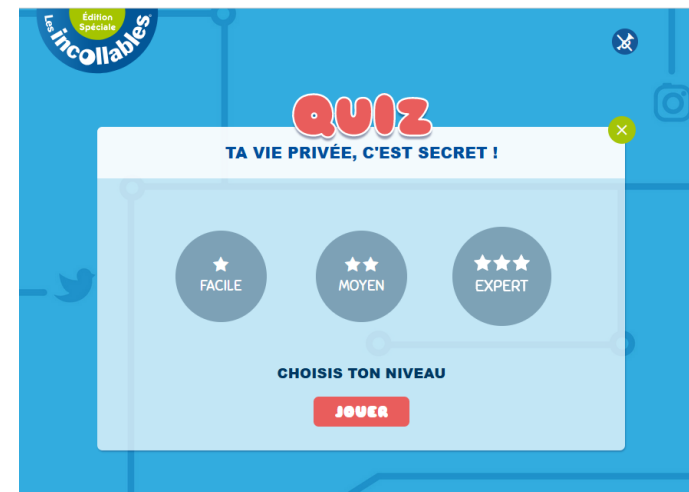 Édition
Spéciale
Les
incollables
QUIZ
TA VIE PRIVÉE, C'EST SECRET !
FACILE
MOYEN
EXPERT
CHOISIS TON NIVEAU
JOUER